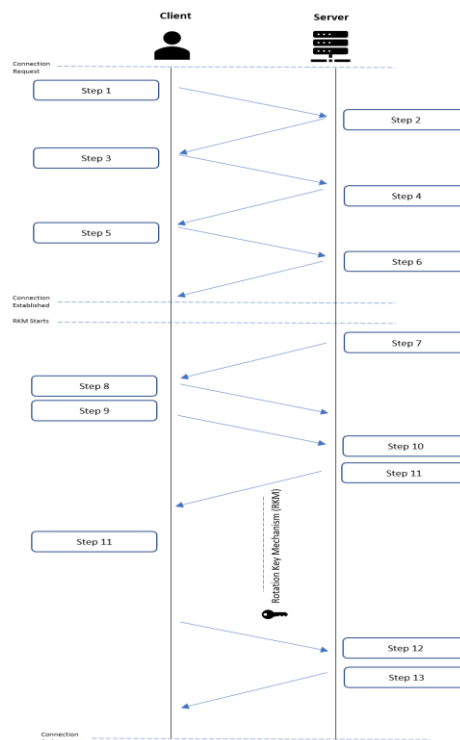 Client
Server
Connection
Request
Step 1
Step 2
Step 3
Step 4
Step 5
Step 6
Connection
Established
RKM Starts
Step 7
Step 8
Step 9
Step 10
Step 11
Rotation Key Mechanism (RKM)
Step 11
Step 12
Step 13
Connection